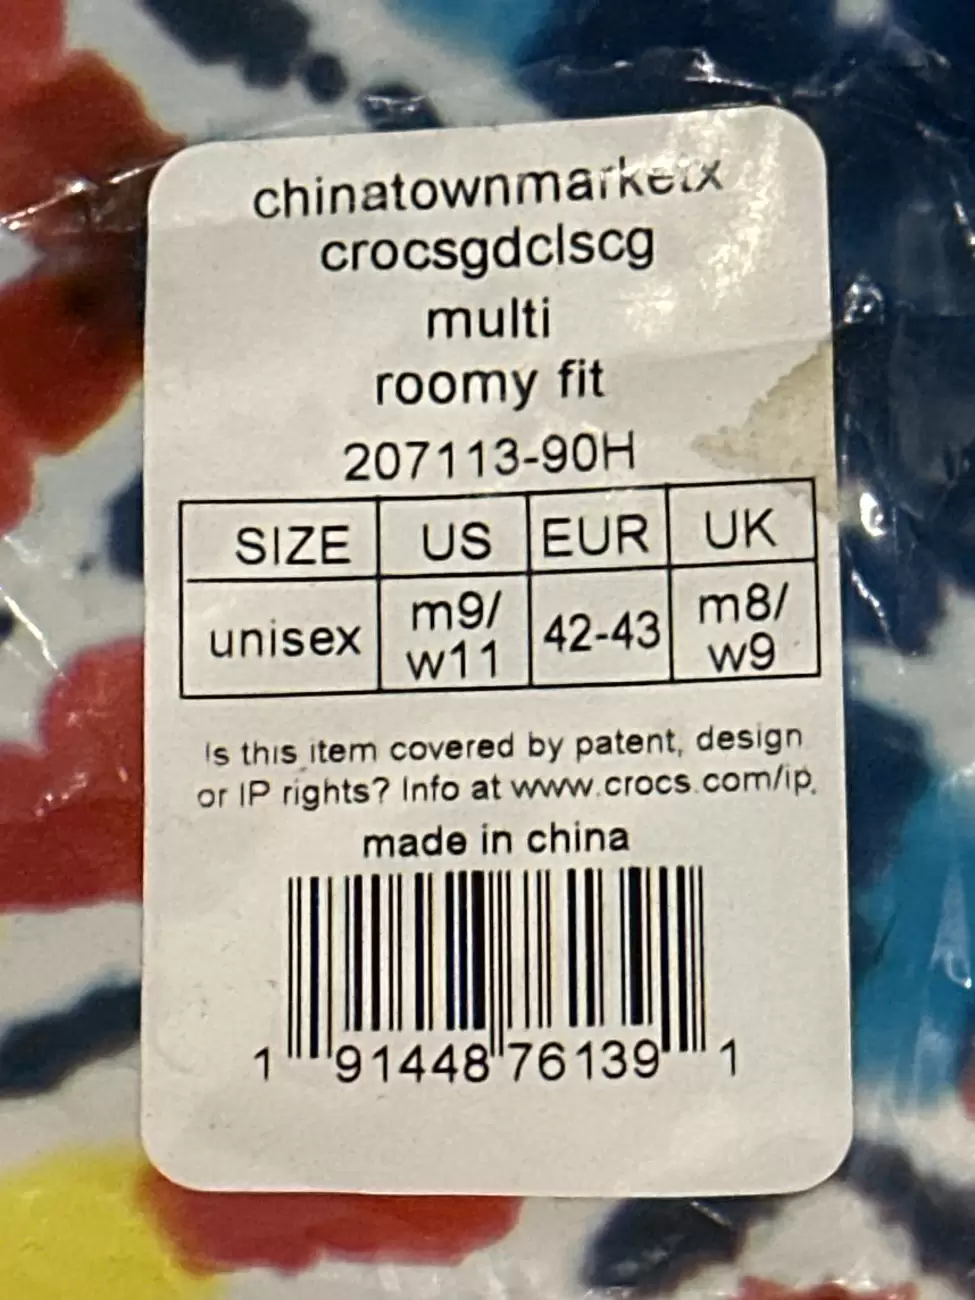 chinatownmarketx
crocsgdclscg
multi
roomy fit
207113-90H
SIZE US EUR UK
unisex m9/ w11 42-43 m8/ w9
Is this item covered by patent, design
or IP rights? Info at www.crocs.com/ip.
made in china
1 91448 76139 1